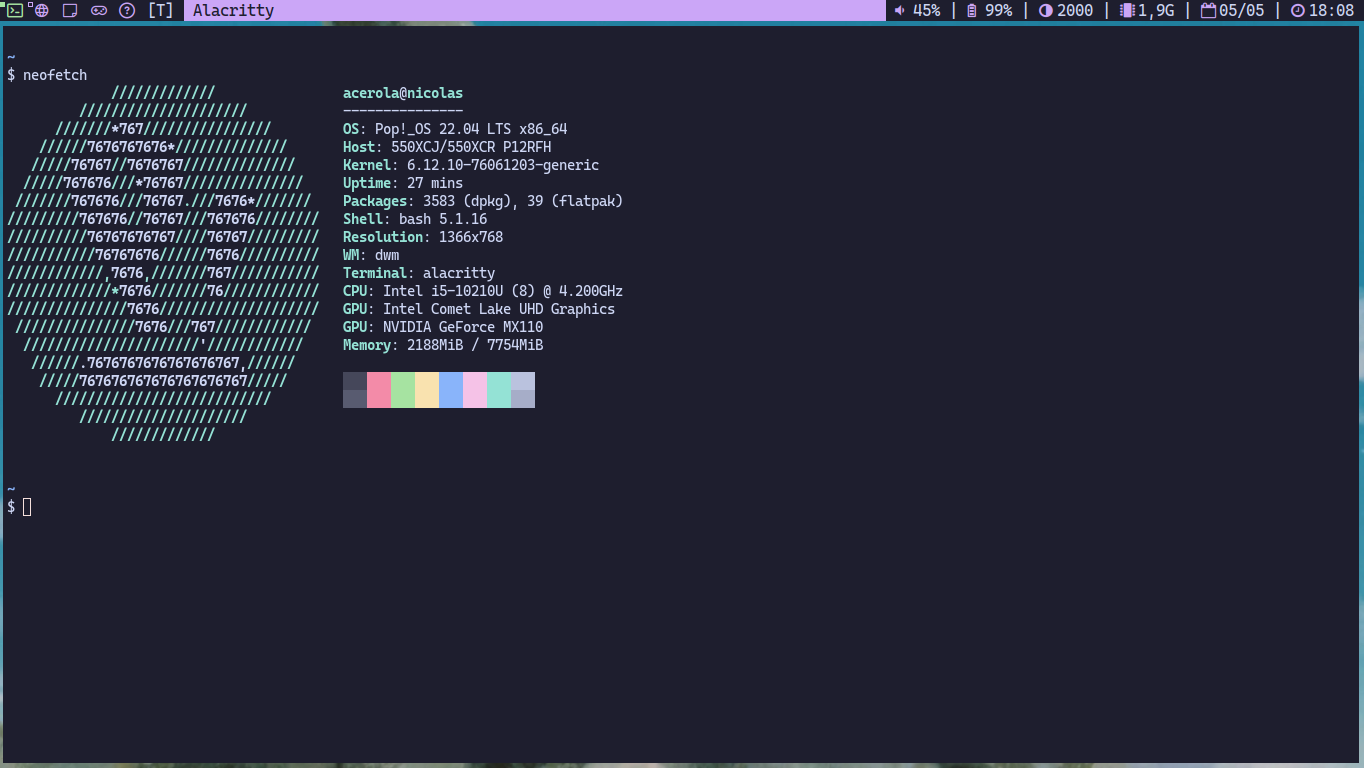 [T] Alacritty 45% | 99% | 2000 | 1,9G | 05/05 | 18:08
~
$ neofetch
             /////////////                acerola@nicolas
         /////////////////////            ---------------
      ///////*767////////////////         OS: Pop!_OS 22.04 LTS x86_64
    //////7676767676*//////////////       Host: 550XCJ/550XCR P12RFH
   /////76767//7676767//////////////      Kernel: 6.12.10-76061203-generic
  /////767676///*76767///////////////     Uptime: 27 mins
 ///////767676///76767.///7676*///////    Packages: 3583 (dpkg), 39 (flatpak)
/////////767676//76767///767676////////   Shell: bash 5.1.16
//////////76767676767////76767/////////   Resolution: 1366x768
///////////76767676//////7676//////////   WM: dwm
////////////,7676,///////767///////////   Terminal: alacritty
/////////////*7676///////76////////////   CPU: Intel i5-10210U (8) @ 4.200GHz
///////////////7676////////////////////   GPU: Intel Comet Lake UHD Graphics
 ///////////////7676///767////////////    GPU: NVIDIA GeForce MX110
  //////////////////////'////////////     Memory: 2188MiB / 7754MiB
   //////.7676767676767676767,//////
    /////767676767676767676767/////
      ///////////////////////////
         /////////////////////
             /////////////
~
$